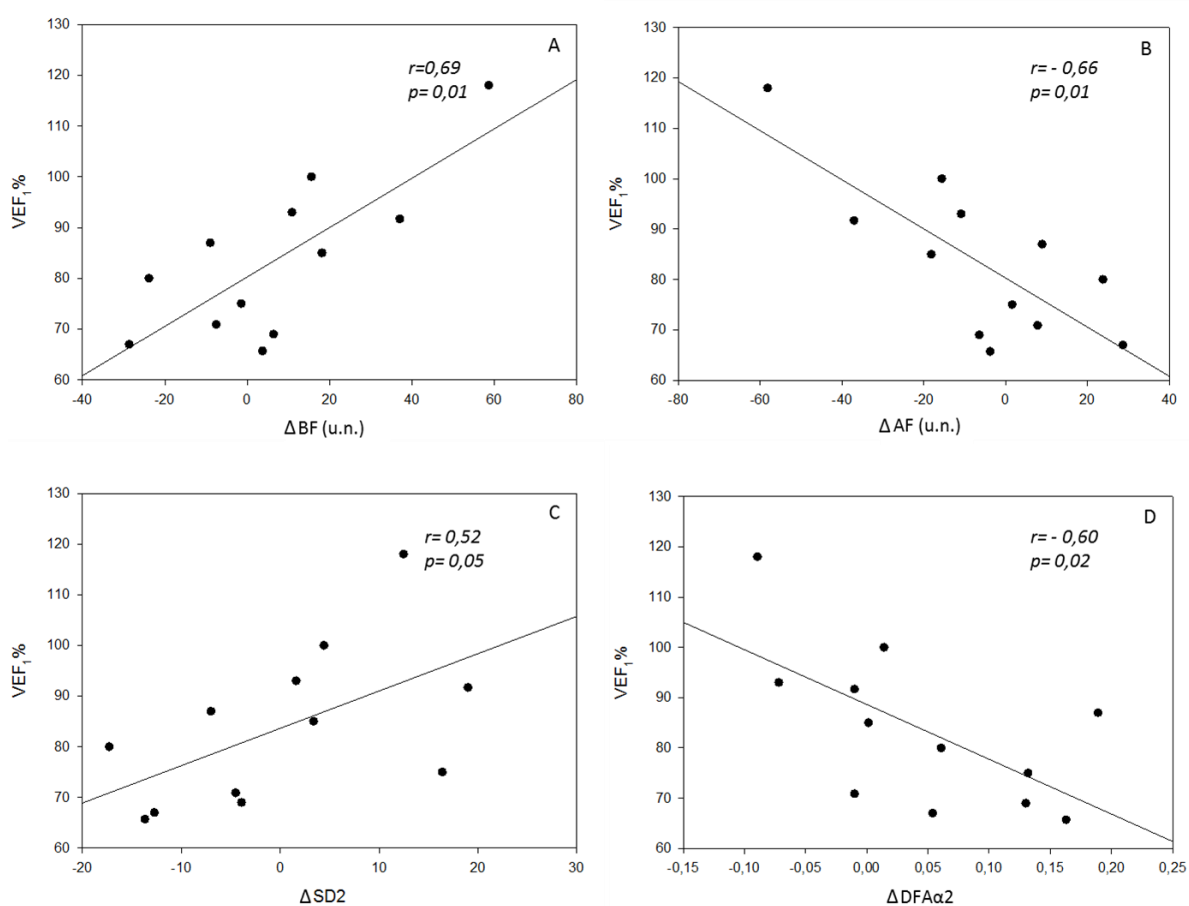 A
r=0,69
p= 0,01
130
120
110
100
90
80
70
60
VEF1%
-40 -20 0 20 40 60 80
Δ BF (u.n.)
B
r= - 0,66
p= 0,01
130
120
110
100
90
80
70
60
VEF1%
-80 -60 -40 -20 0 20 40
Δ AF (u.n.)
C
r= 0,52
p= 0,05
130
120
110
100
90
80
70
60
VEF1%
-20 -10 0 10 20 30
Δ SD2
D
r= - 0,60
p= 0,02
130
120
110
100
90
80
70
60
VEF1%
-0,15 -0,10 -0,05 0,00 0,05 0,10 0,15 0,20 0,25
Δ DFAα2